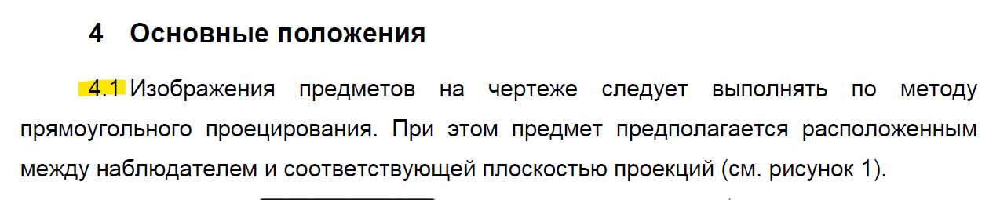 4 Основные положения
4.1 Изображения предметов на чертеже следует выполнять по методу
прямоугольного проецирования. При этом предмет предполагается расположенным
между наблюдателем и соответствующей плоскостью проекций (см. рисунок 1).